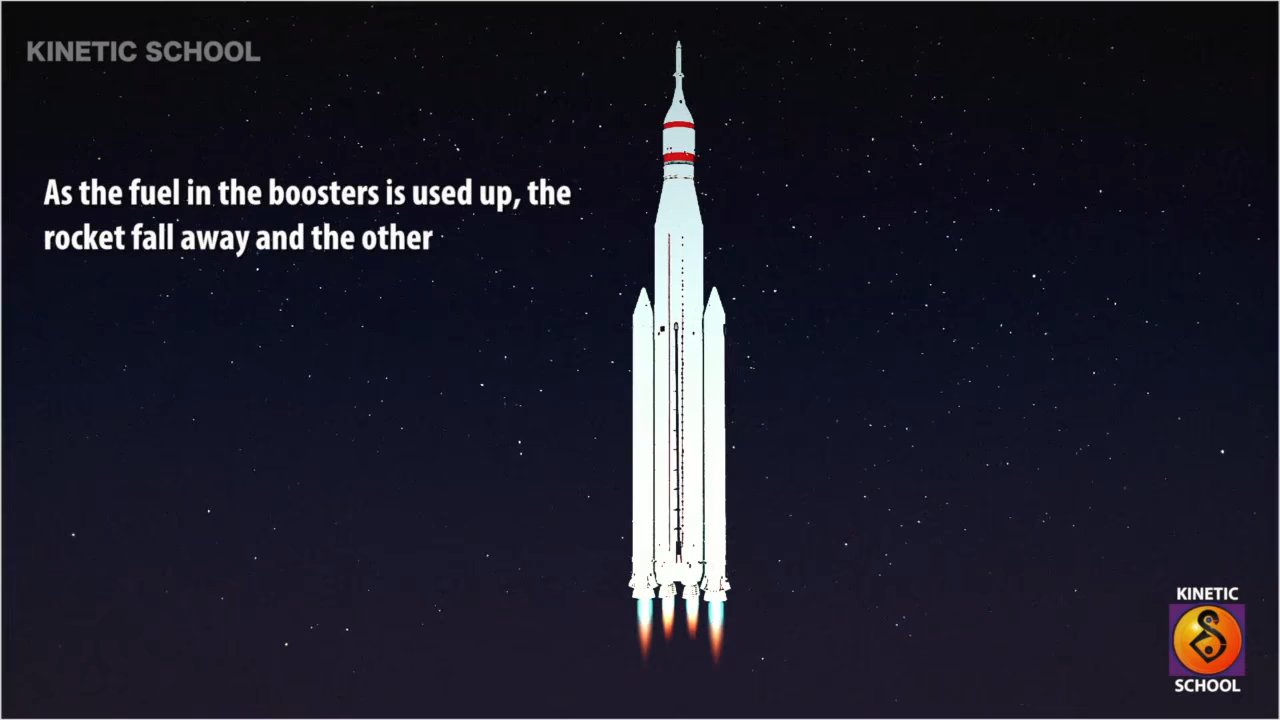 KINETIC SCHOOL
As the fuel in the boosters is used up, the
rocket fall away and the other
KINETIC
SCHOOL